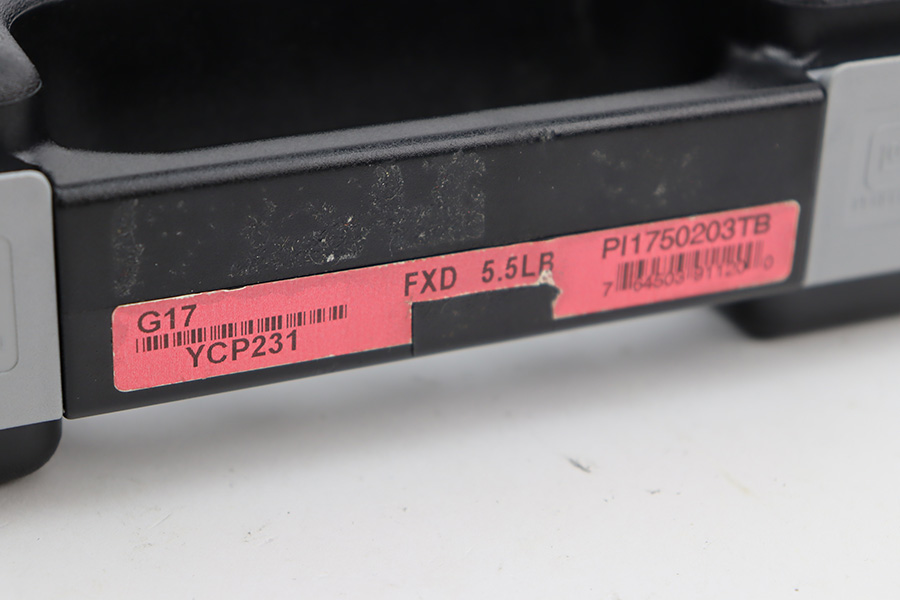 G17
YCP231
FXD 5.5LB
PI1750203TB